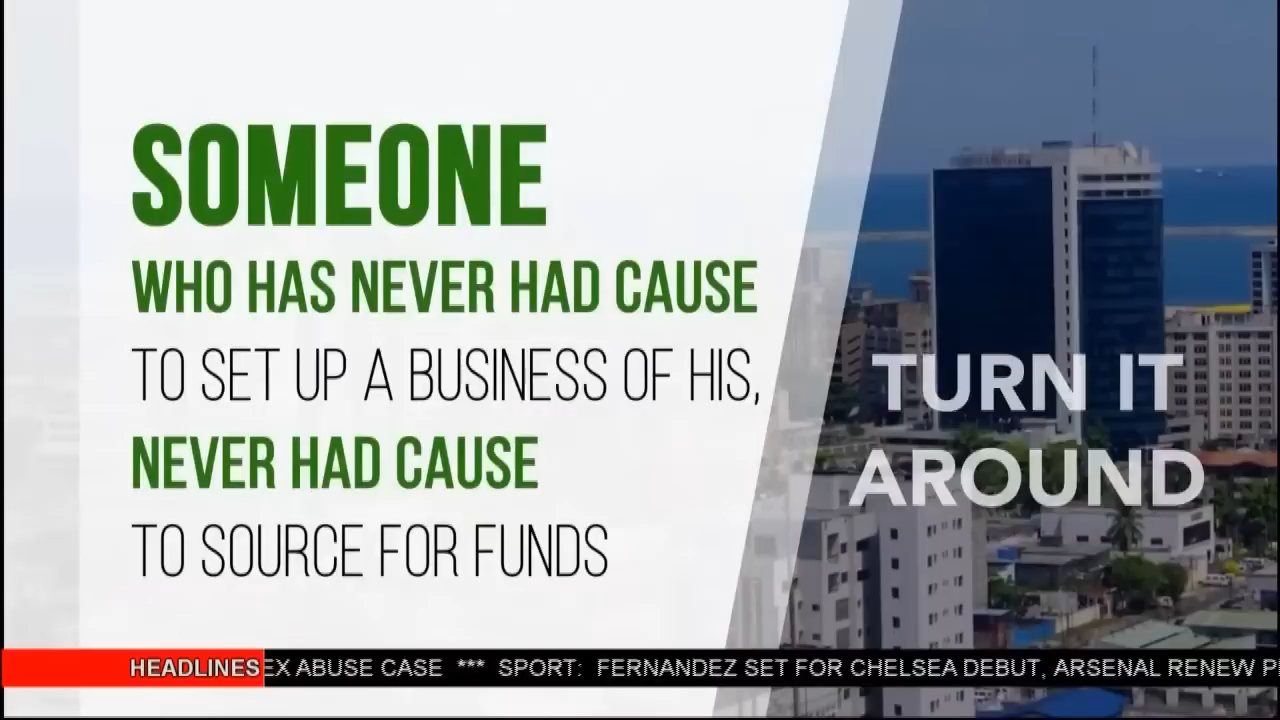 SOMEONE
WHO HAS NEVER HAD CAUSE
TO SET UP A BUSINESS OF HIS,
NEVER HAD CAUSE
TO SOURCE FOR FUNDS
TURN IT
AROUND
HEADLINES EX ABUSE CASE *** SPORT: FERNANDEZ SET FOR CHELSEA DEBUT, ARSENAL RENEW